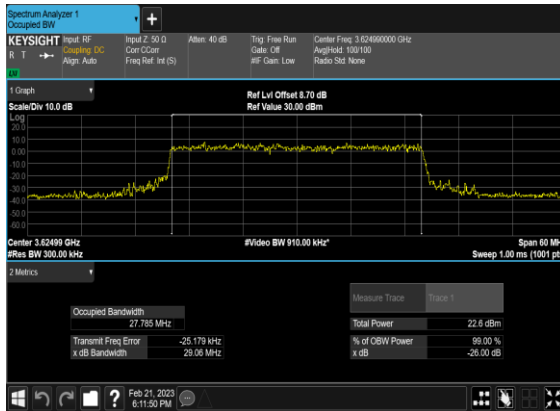 Spectrum Analyzer 1
Occupied BW
KEYSIGHT
R T
Input: RF
Coupling: DC
Align: Auto
Input Z: 50 Ω
Corr CCorr
Freq Ref: Int (S)
Atten: 40 dB
Trig: Free Run
Gate: Off
#IF Gain: Low
Center Freq: 3.624990000 GHz
Avg|Hold: 100/100
Radio Std: None
1 Graph
Scale/Div 10.0 dB
Ref Lvl Offset 8.70 dB
Ref Value 30.00 dBm
Log
20.0
10.0
0.00
-10.0
-20.0
-30.0
-40.0
-50.0
-60.0
Center 3.62499 GHz
#Res BW 300.00 kHz
#Video BW 910.00 kHz*
Span 60 MH
Sweep 1.00 ms (1001 pt
2 Metrics
Measure Trace
Trace 1
Occupied Bandwidth
27.785 MHz
Total Power
22.6 dBm
Transmit Freq Error
-25.179 kHz
% of OBW Power
99.00 %
x dB Bandwidth
29.06 MHz
x dB
-26.00 dB
?
Feb 21, 2023
6:11:50 PM